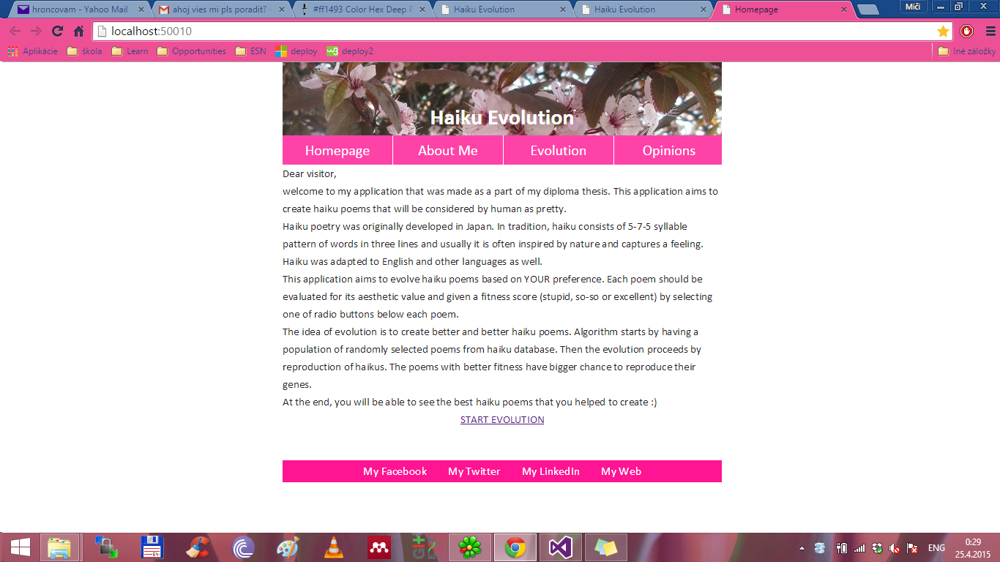 hroncovam - Yahoo Mail
ahoj vies mi pls poradit? -
#ff1493 Color Hex Deep P
Haiku Evolution
Haiku Evolution
Homepage
Miči
localhost:50010
Aplikácie
škola
Learn
Opportunities
ESN
deploy
deploy2
Iné záložky
Haiku Evolution
Homepage
About Me
Evolution
Opinions
Dear visitor,
welcome to my application that was made as a part of my diploma thesis. This application aims to
create haiku poems that will be considered by human as pretty.
Haiku poetry was originally developed in Japan. In tradition, haiku consists of 5-7-5 syllable
pattern of words in three lines and usually it is often inspired by nature and captures a feeling.
Haiku was adapted to English and other languages as well.
This application aims to evolve haiku poems based on YOUR preference. Each poem should be
evaluated for its aesthetic value and given a fitness score (stupid, so-so or excellent) by selecting
one of radio buttons below each poem.
The idea of evolution is to create better and better haiku poems. Algorithm starts by having a
population of randomly selected poems from haiku database. Then the evolution proceeds by
reproduction of haikus. The poems with better fitness have bigger chance to reproduce their
genes.
At the end, you will be able to see the best haiku poems that you helped to create :)
START EVOLUTION
My Facebook
My Twitter
My LinkedIn
My Web
ENG
0:29
25.4.2015